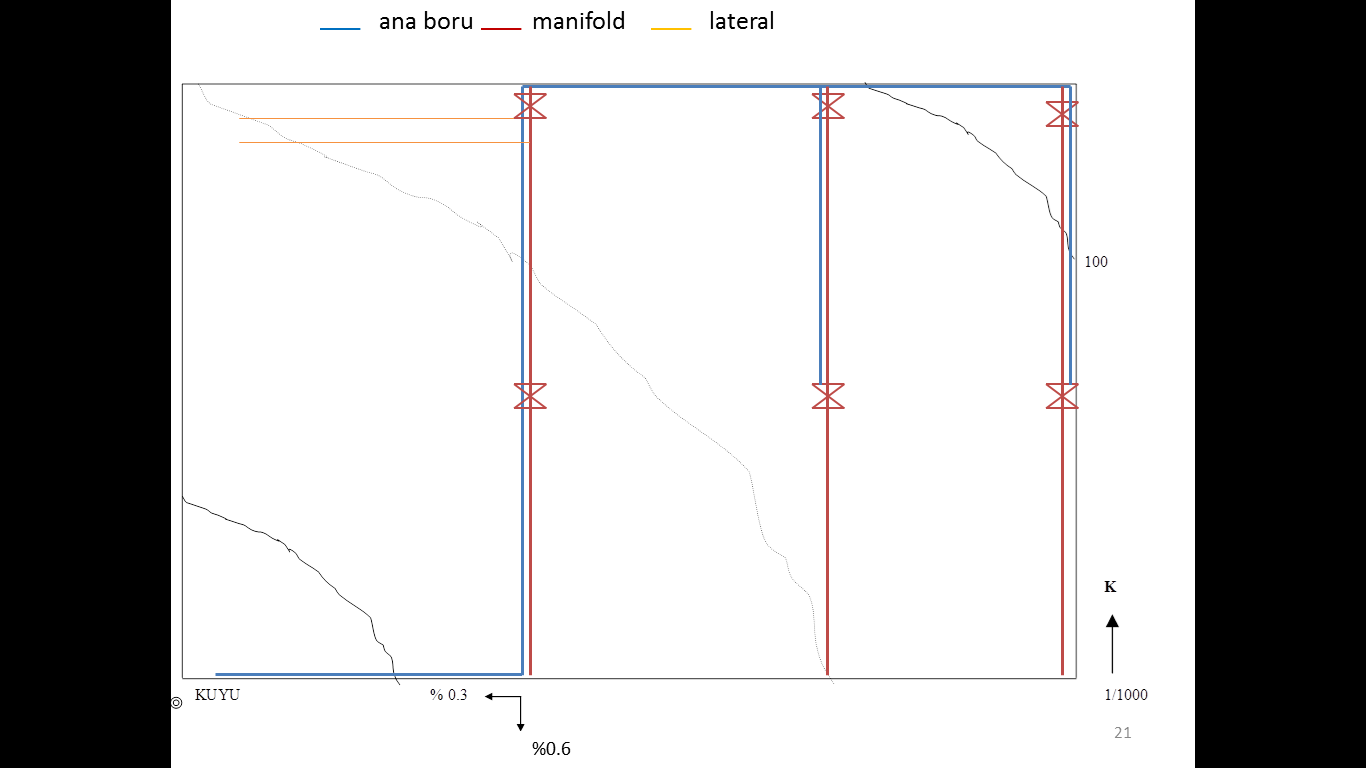 ana boru manifold lateral
100
K
KUYU % 0.3 1/1000
21
%0.6